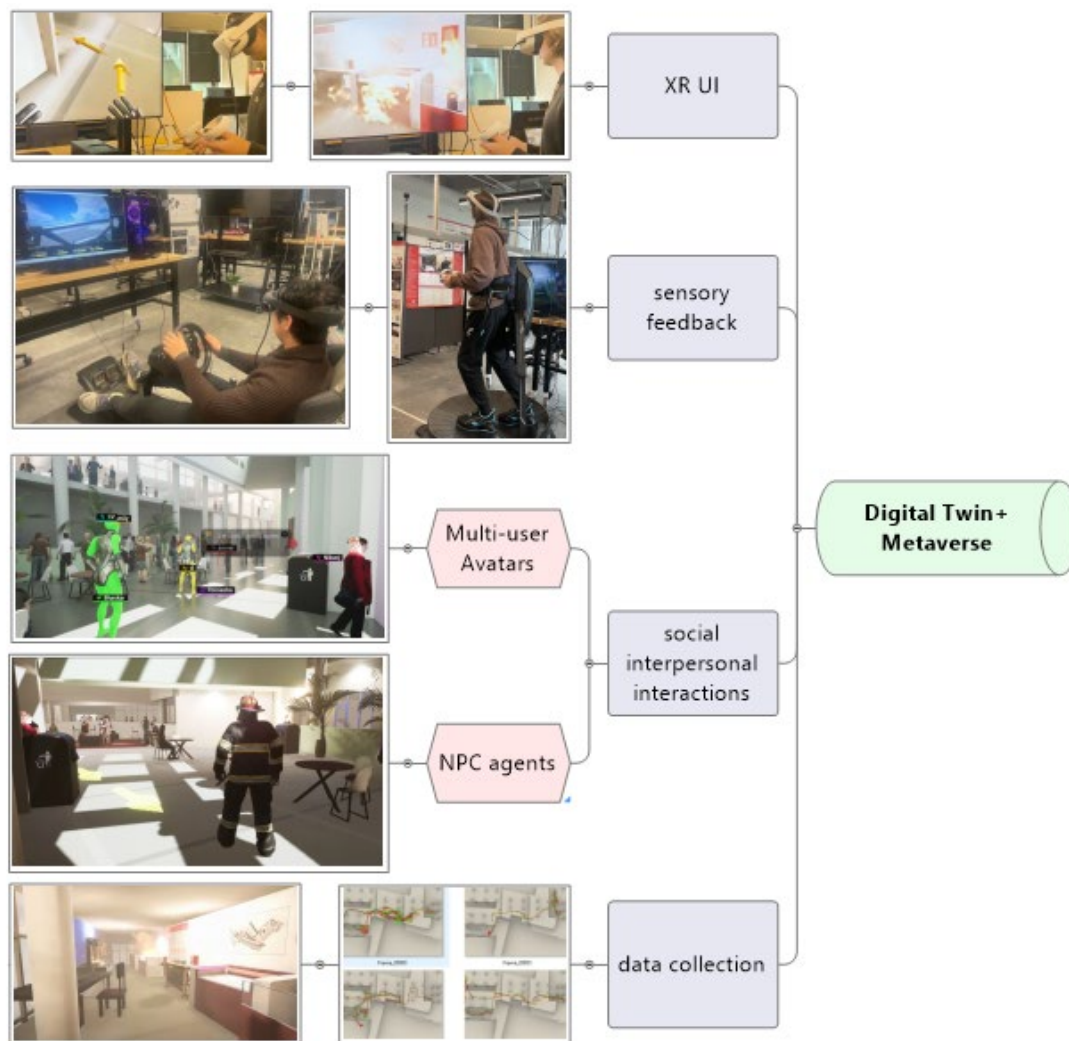 XR UI
sensory
feedback
Digital Twin+
Metaverse
Multi-user
Avatars
social
interpersonal
interactions
NPC agents
data collection